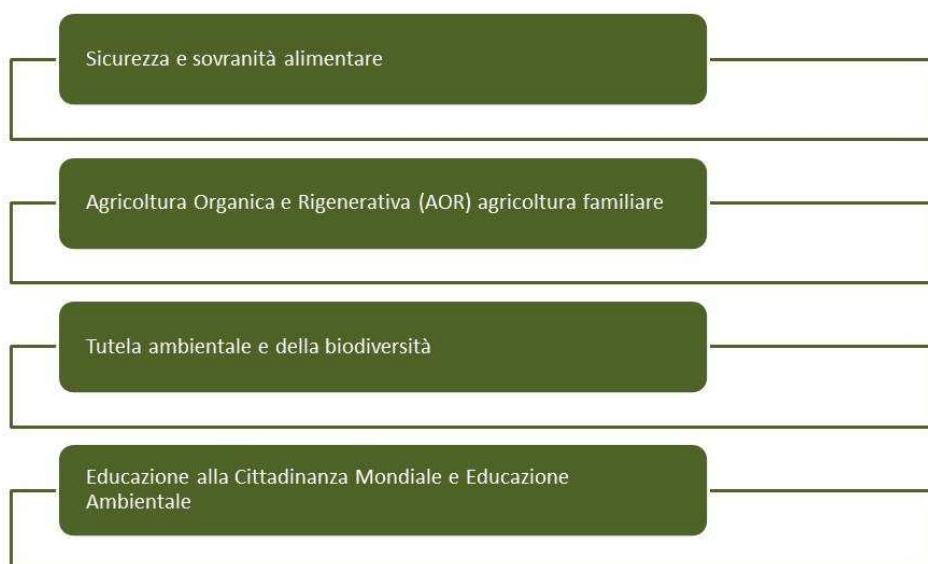 Sicurezza e sovranità alimentare
Agricoltura Organica e Rigenerativa (AOR) agricoltura familiare
Tutela ambientale e della biodiversità
Educazione alla Cittadinanza Mondiale e Educazione
Ambientale